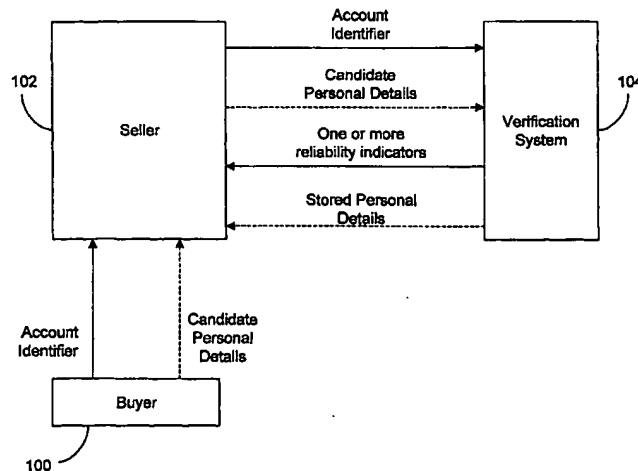 Account
Identifier
102
104
Candidate
Personal Details
Seller
Verification
System
One or more
reliability indicators
Stored Personal
Details
Account
Identifier
Candidate
Personal
Details
Buyer
100